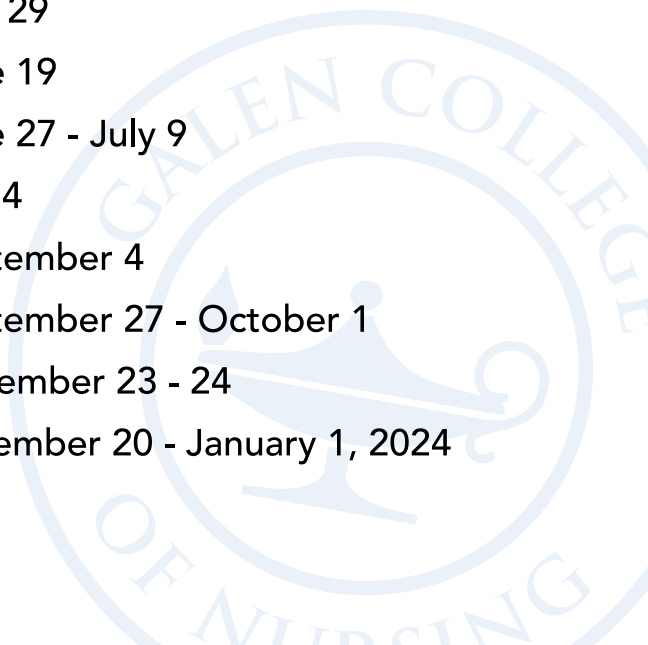 29
e 19
e 27 - July 9
4
tember 4
tember 27 - October 1
ember 23 - 24
ember 20 - January 1, 2024
GALEN COLLEGE
OF NURSING